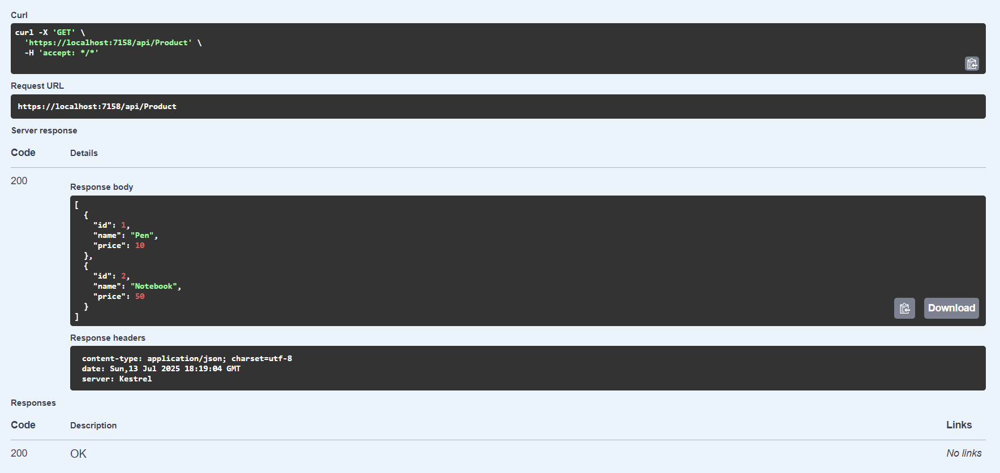 Curl
curl -X 'GET' \
  'https://localhost:7158/api/Product' \
  -H 'accept: */*'
Request URL
https://localhost:7158/api/Product
Server response
Code Details
200
Response body
[
  {
    "id": 1,
    "name": "Pen",
    "price": 10
  },
  {
    "id": 2,
    "name": "Notebook",
    "price": 50
  }
]
Download
Response headers
content-type: application/json; charset=utf-8
date: Sun,13 Jul 2025 18:19:04 GMT
server: Kestrel
Responses
Code Description Links
200 OK No links